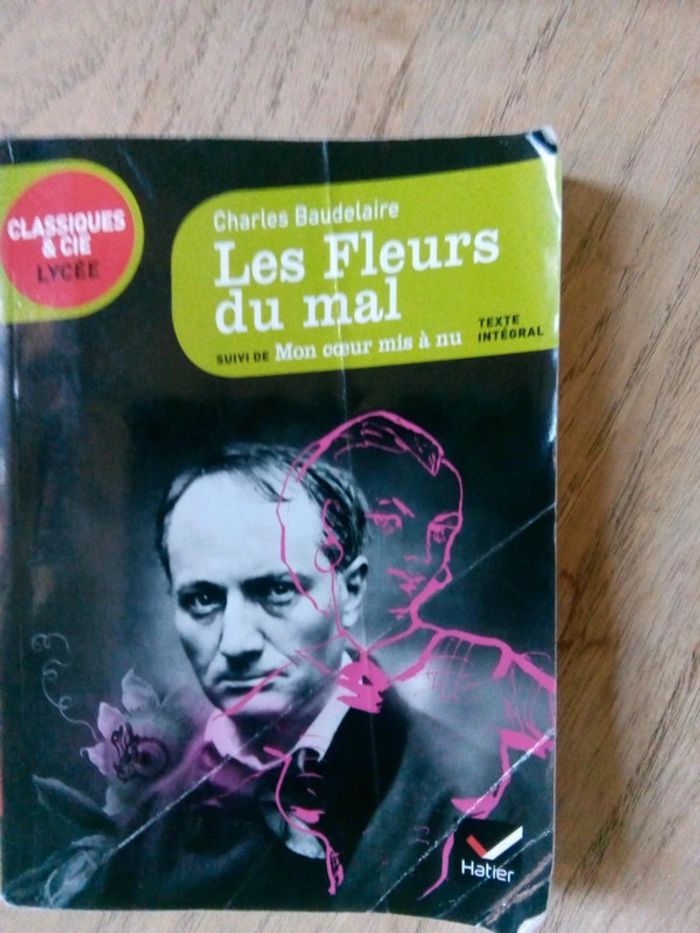 CLASSIQUES
& CIE
LYCÉE
Charles Baudelaire
Les Fleurs
du mal
SUIVI DE Mon cœur mis à nu
TEXTE
INTÉGRAL
Hatier